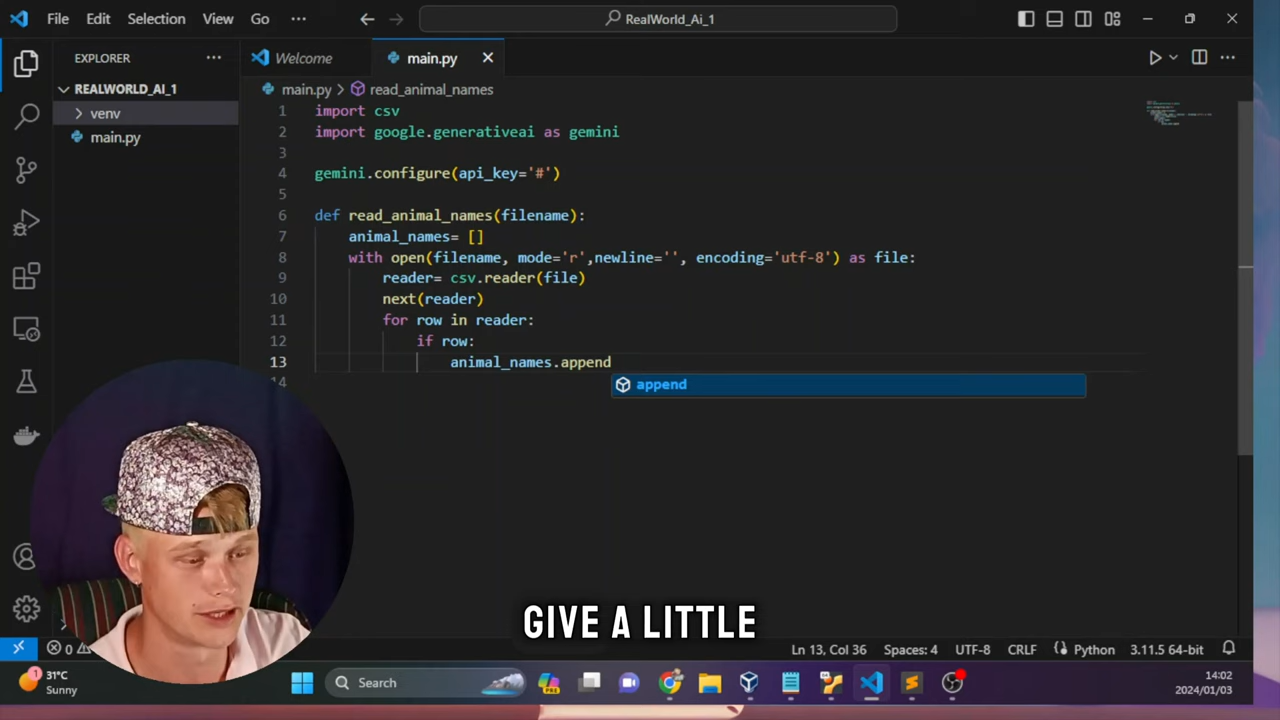 File Edit Selection View Go ··· RealWorld_Ai_1
EXPLORER ···
Welcome
main.py
REALWORLD_AI_1
main.py > read_animal_names
venv
main.py
1 import csv
2 import google.generativeai as gemini
3
4 gemini.configure(api_key='#')
5
6 def read_animal_names(filename):
7 animal_names= []
8 with open(filename, mode='r',newline='', encoding='utf-8') as file:
9 reader= csv.reader(file)
10 next(reader)
11 for row in reader:
12 if row:
13 animal_names.append
append
14
GIVE A LITTLE
0
Ln 13, Col 36 Spaces: 4 UTF-8 CRLF Python 3.11.5 64-bit
1
31°C
Sunny
Search
PRE
14:02
2024/01/03